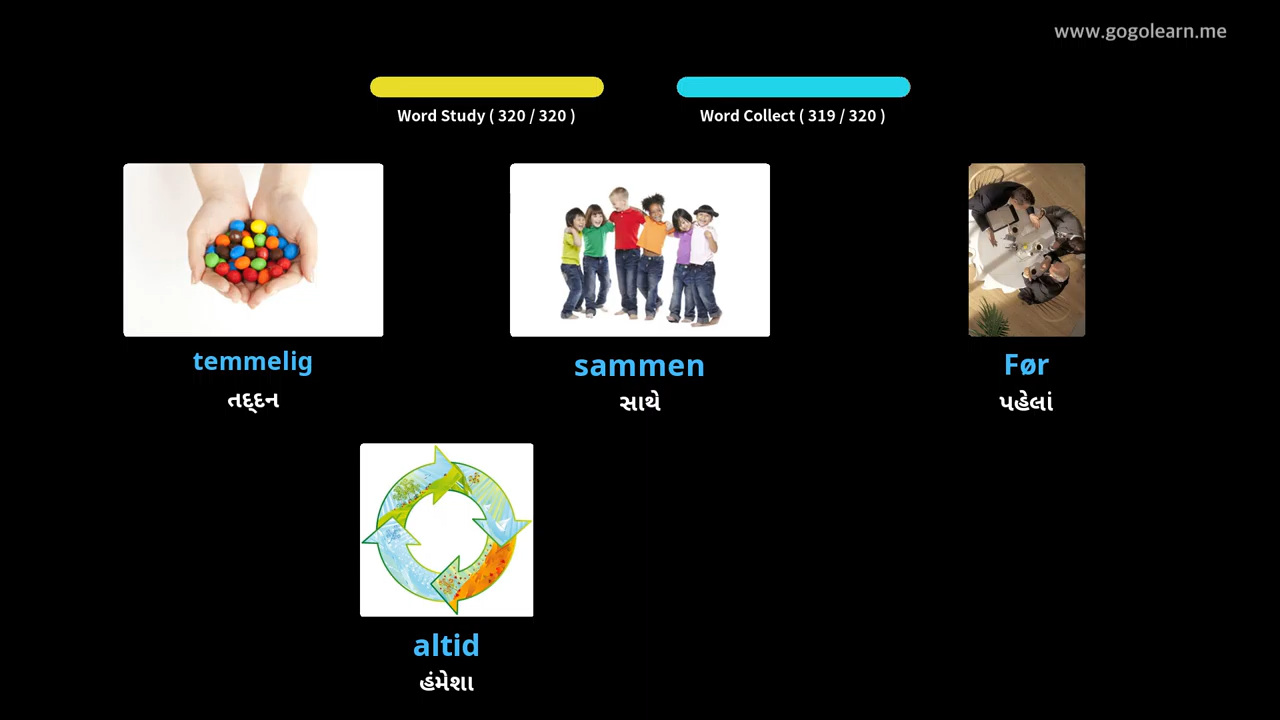 www.gogolearn.me
Word Study ( 320 / 320 )
Word Collect ( 319 / 320 )
temmelig
તદ્દન
sammen
સાથે
Før
પહેલાં
altid
હંમેશા